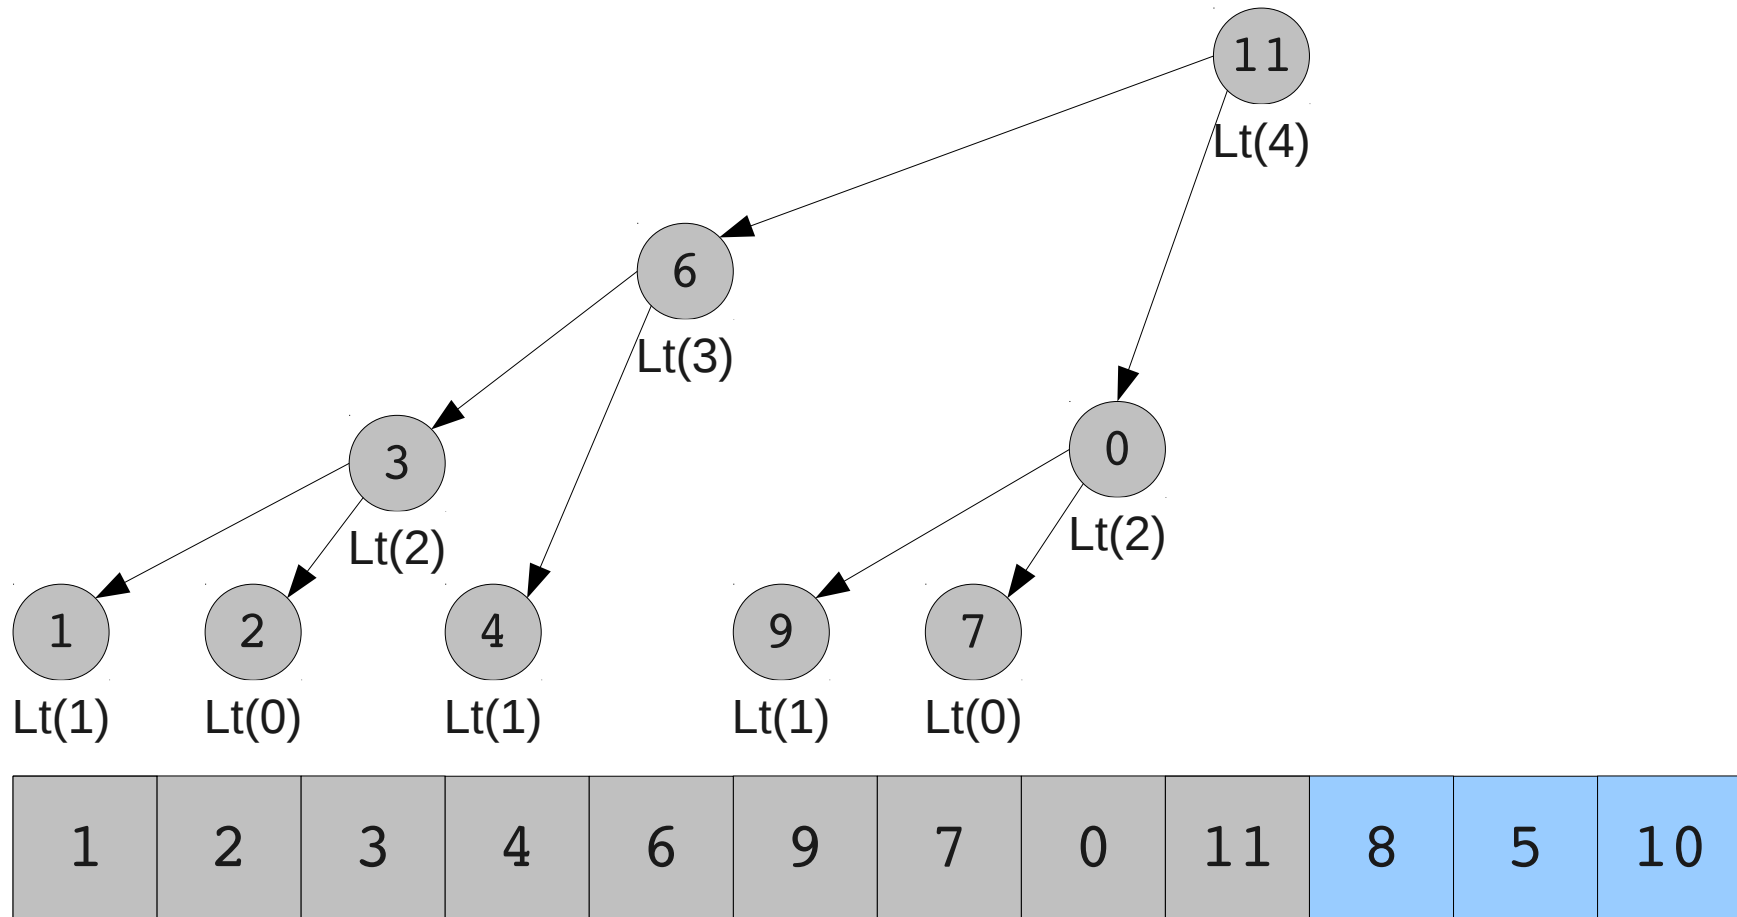 11
Lt(4)
6
Lt(3)
3
0
Lt(2)
Lt(2)
1 2 4 9 7
Lt(1) Lt(0) Lt(1) Lt(1) Lt(0)
1 2 3 4 6 9 7 0 11 8 5 10